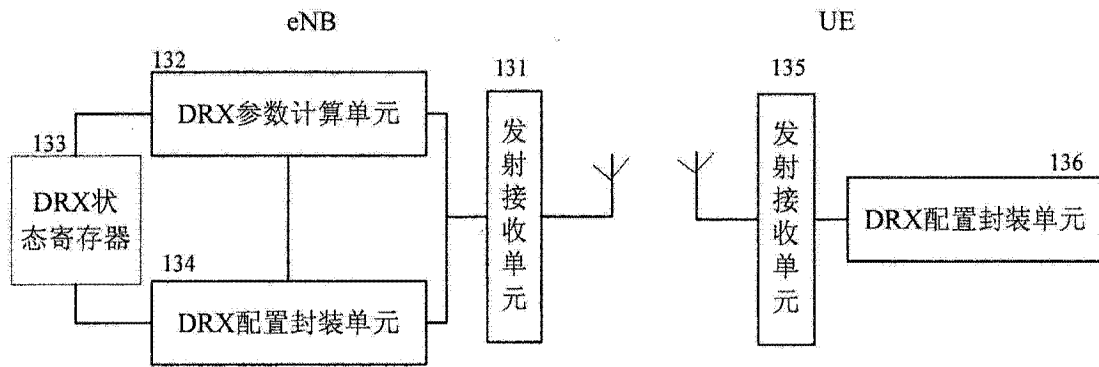 eNB
UE
132
DRX参数计算单元
131
发射接收单元
135
发射接收单元
133
DRX状
态寄存器
136
DRX配置封装单元
134
DRX配置封装单元